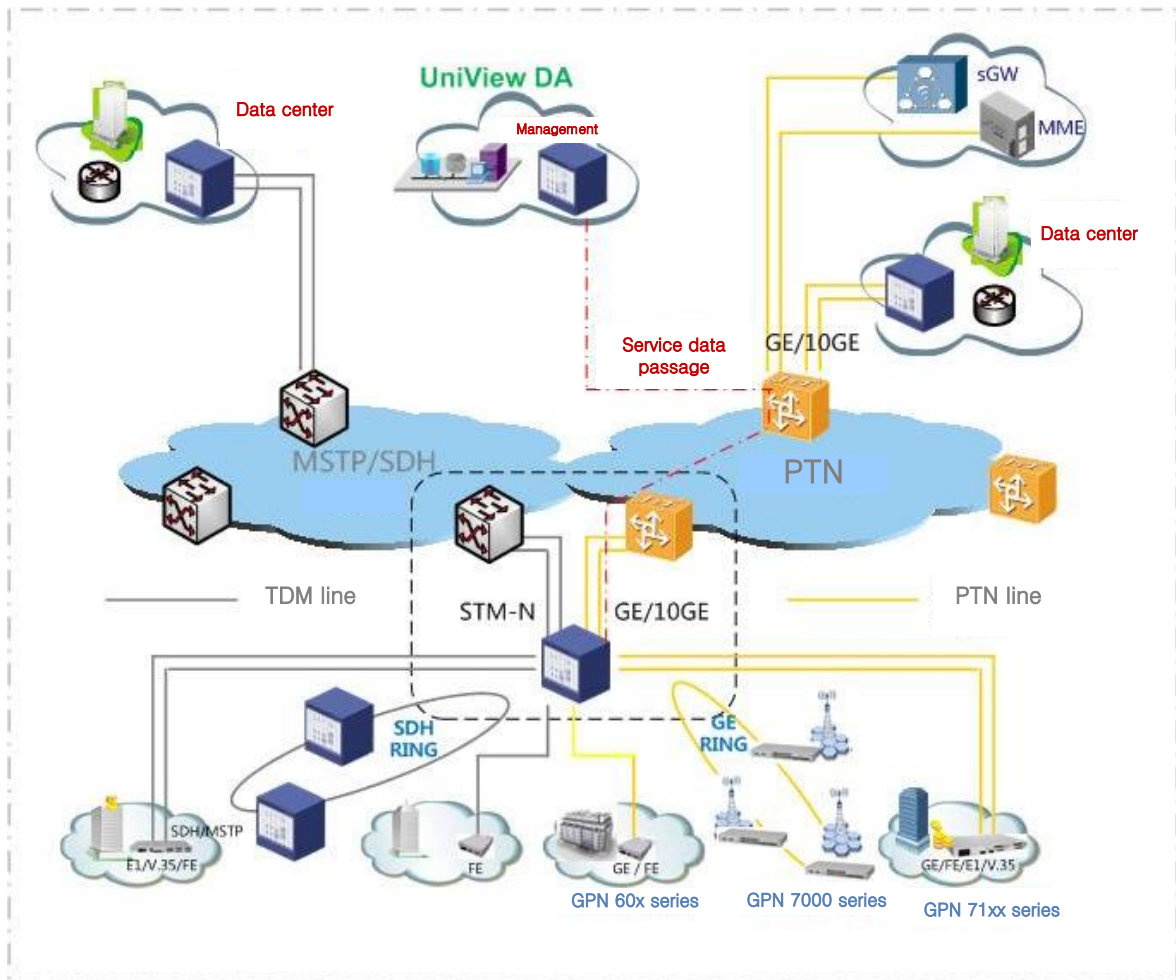 UniView DA
sGW
Data center
Management
MME
Data center
Service data
passage
GE/10GE
MSTP/SDH
PTN
TDM line
STM-N
GE/10GE
PTN line
SDH
RING
GE
RING
SDH/MSTP
E1/V.35/FE
FE
GE / FE
GE/FE/E1/V.35
GPN 60x series
GPN 7000 series
GPN 71xx series